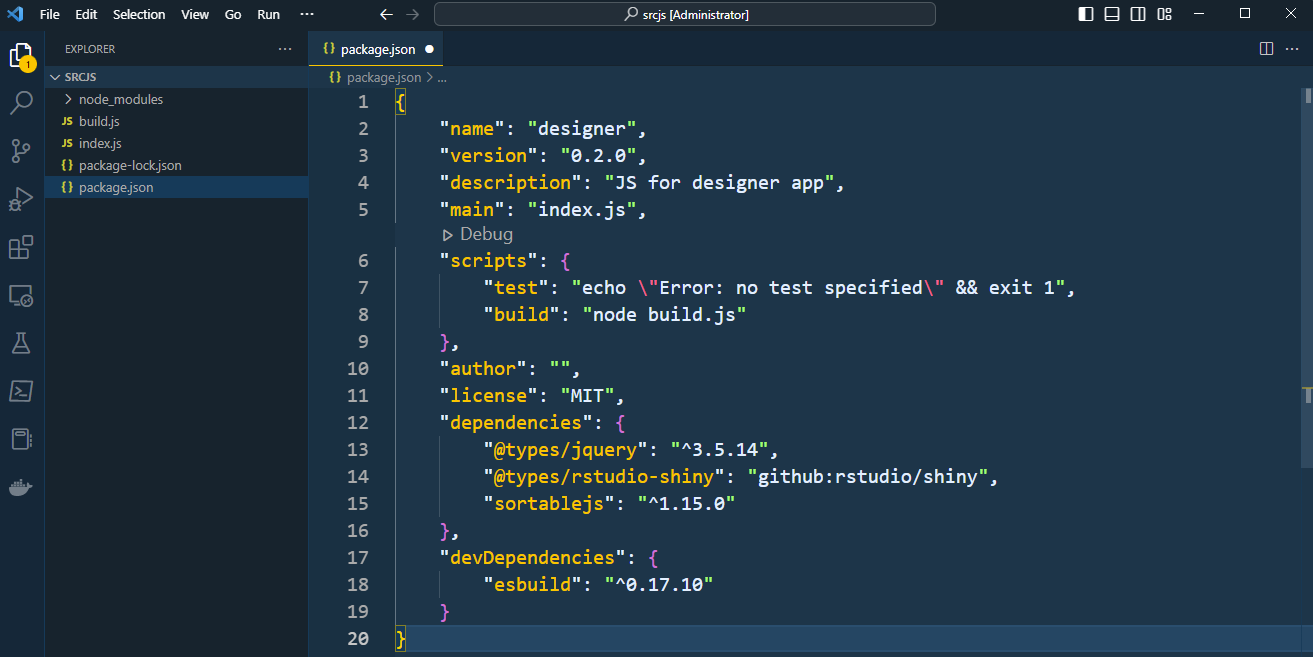 File Edit Selection View Go Run ··· srcjs [Administrator]
EXPLORER ···
{} package.json ●
1
SRCJS
{} package.json > ...
node_modules
JS build.js
JS index.js
{} package-lock.json
{} package.json
1 {
2 "name": "designer",
3 "version": "0.2.0",
4 "description": "JS for designer app",
5 "main": "index.js",
Debug
6 "scripts": {
7 "test": "echo \"Error: no test specified\" && exit 1",
8 "build": "node build.js"
9 },
10 "author": "",
11 "license": "MIT",
12 "dependencies": {
13 "@types/jquery": "^3.5.14",
14 "@types/rstudio-shiny": "github:rstudio/shiny",
15 "sortablejs": "^1.15.0"
16 },
17 "devDependencies": {
18 "esbuild": "^0.17.10"
19 }
20 }